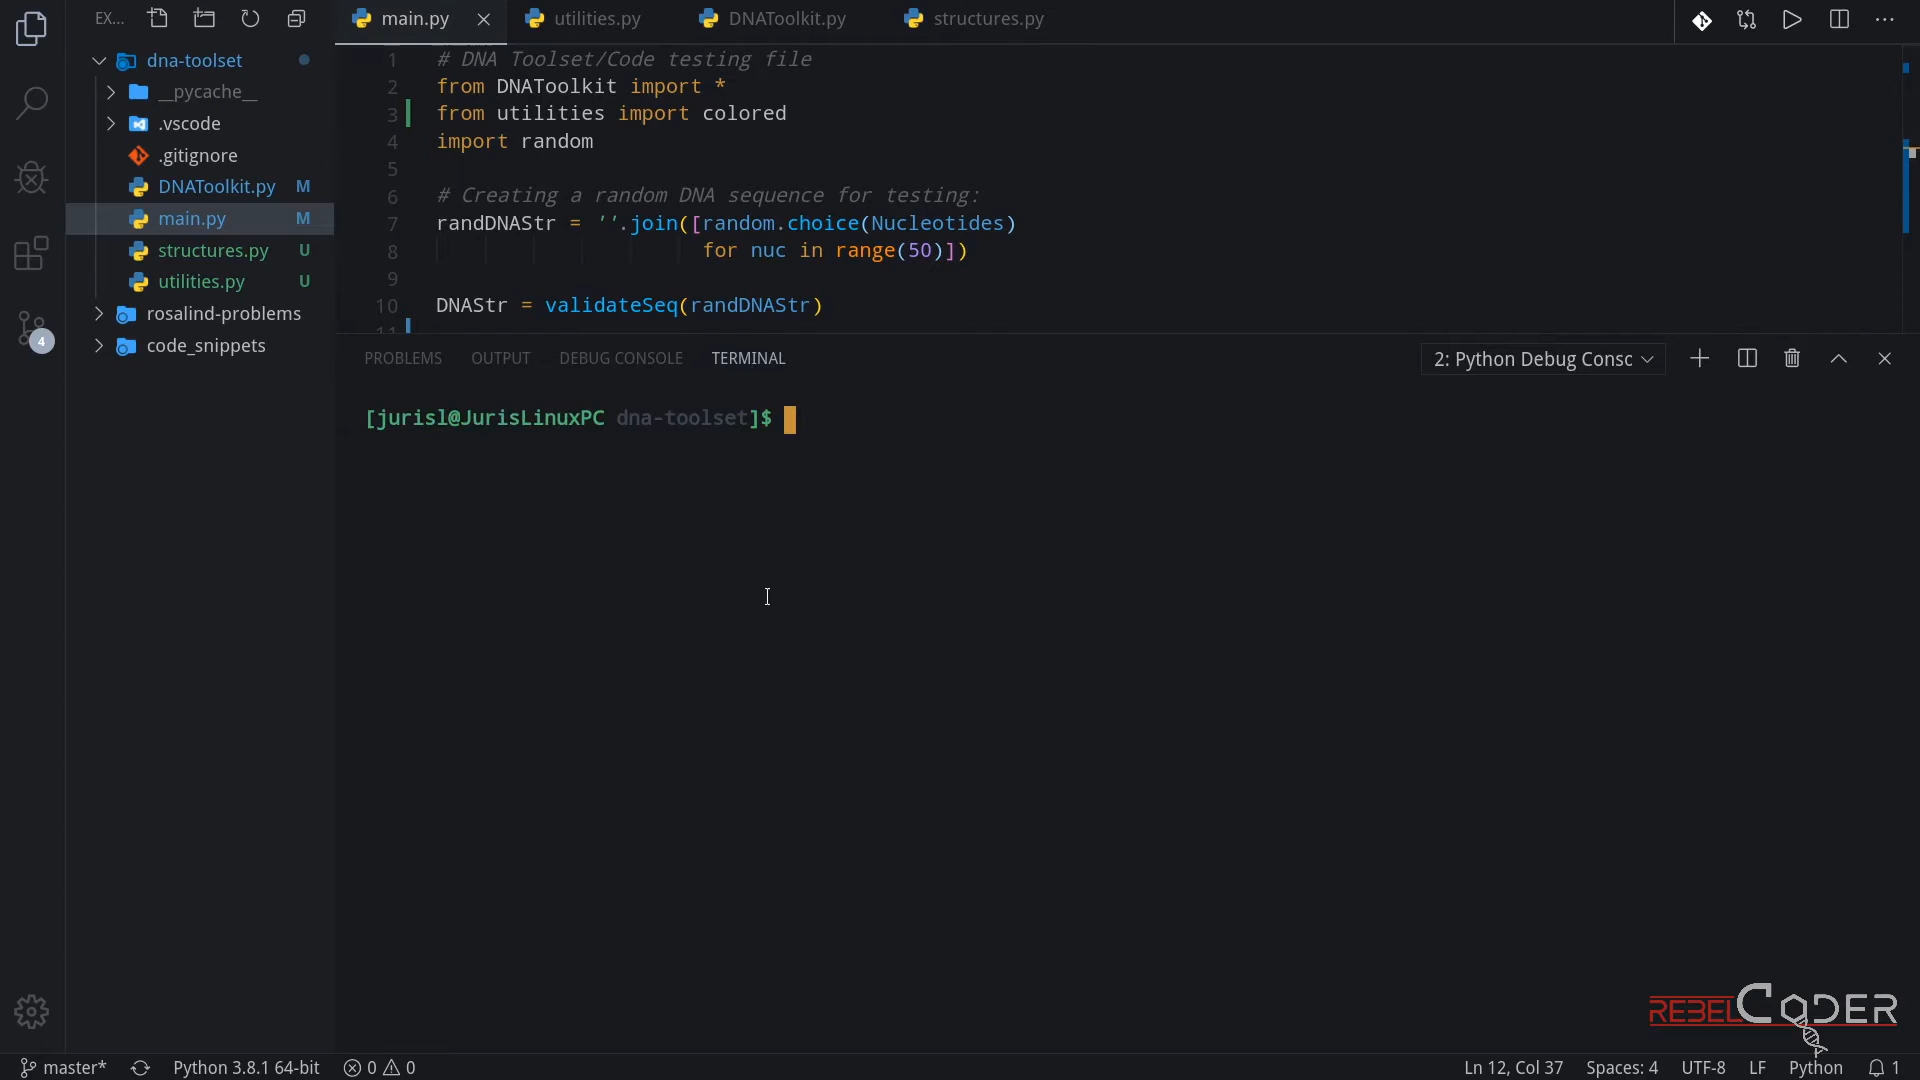 EX...
main.py
utilities.py
DNAToolkit.py
structures.py
dna-toolset
__pycache__
.vscode
.gitignore
DNAToolkit.py M
main.py M
structures.py U
utilities.py U
rosalind-problems
code_snippets
4
1 # DNA Toolset/Code testing file
2 from DNAToolkit import *
3 from utilities import colored
4 import random
5
6 # Creating a random DNA sequence for testing:
7 randDNAStr = ''.join([random.choice(Nucleotides)
8 for nuc in range(50)])
9
10 DNAStr = validateSeq(randDNAStr)
11
PROBLEMS OUTPUT DEBUG CONSOLE TERMINAL
2: Python Debug Consc
[jurisl@JurisLinuxPC dna-toolset]$
REBELCODER
master* Python 3.8.1 64-bit 0 0 Ln 12, Col 37 Spaces: 4 UTF-8 LF Python 1